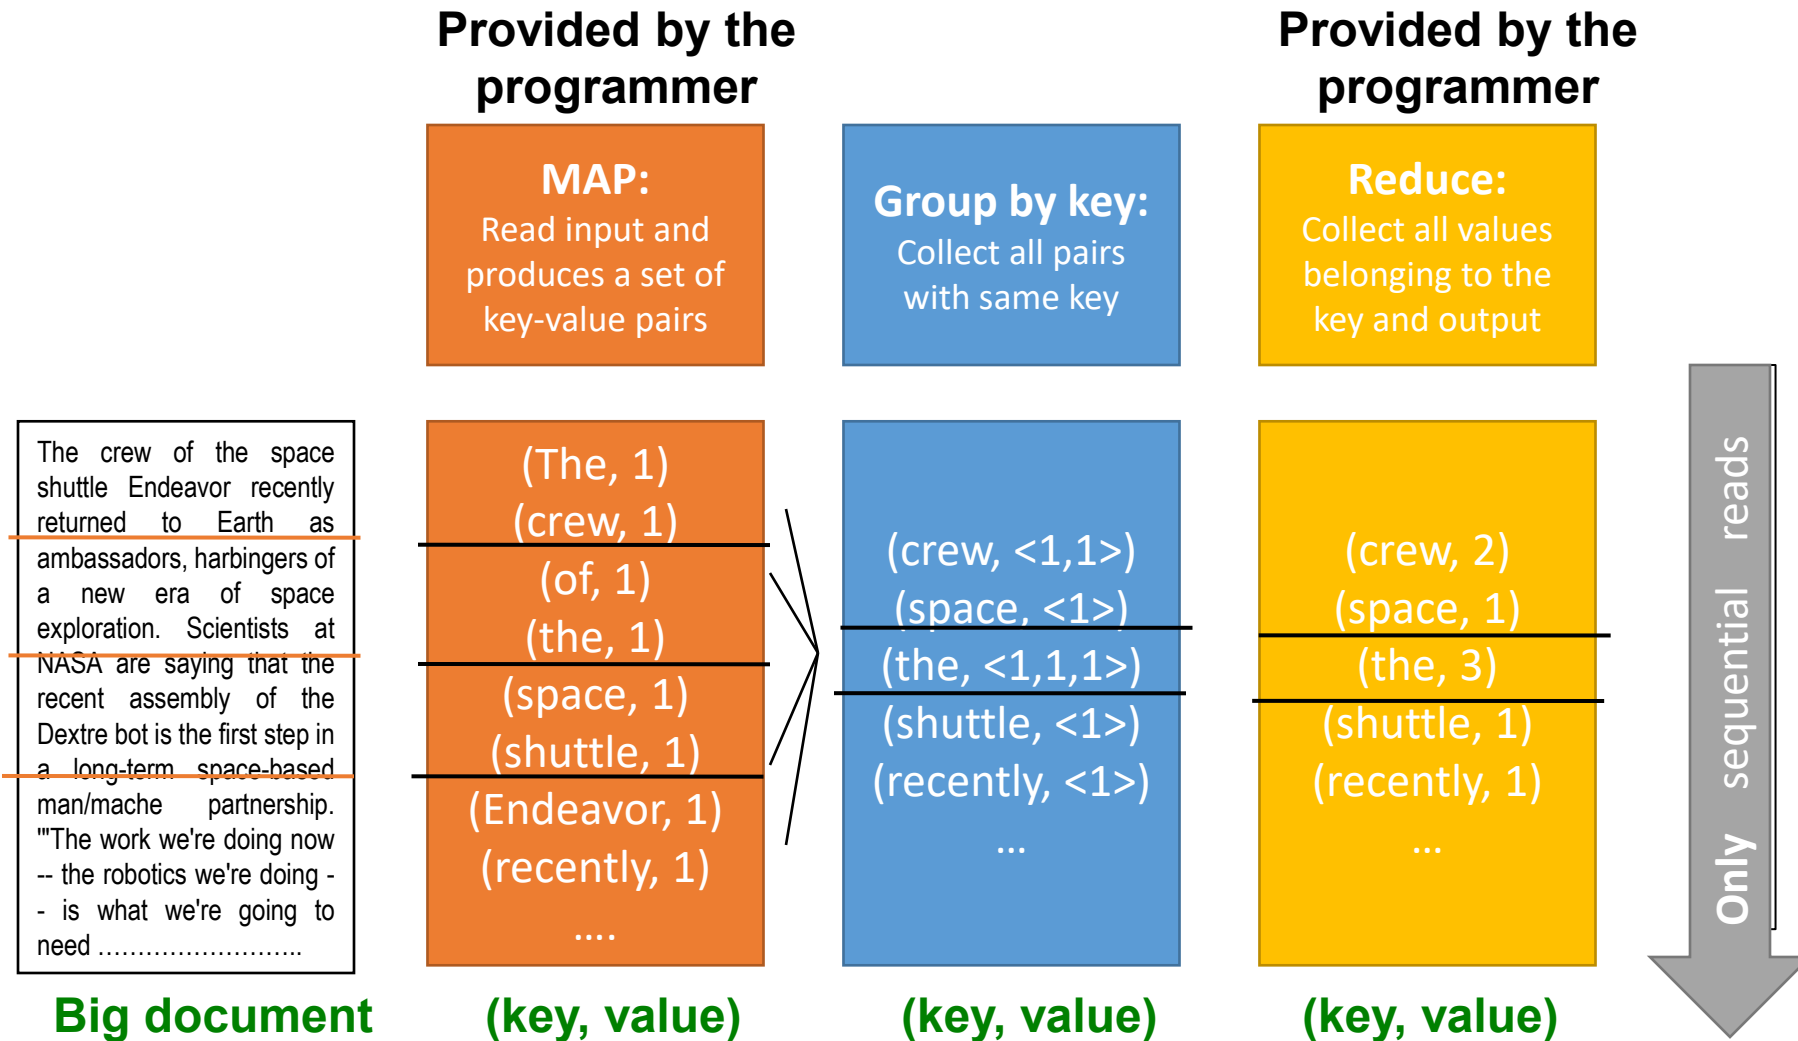 Provided by the
programmer
Provided by the
programmer
MAP:
Read input and
produces a set of
key-value pairs
Group by key:
Collect all pairs
with same key
Reduce:
Collect all values
belonging to the
key and output
The crew of the space
shuttle Endeavor recently
returned to Earth as
ambassadors, harbingers of
a new era of space
exploration. Scientists at
NASA are saying that the
recent assembly of the
Dextre bot is the first step in
a long-term space-based
man/mache partnership.
'"The work we're doing now
-- the robotics we're doing -
- is what we're going to
need ……………………..
(The, 1)
(crew, 1)
(of, 1)
(the, 1)
(space, 1)
(shuttle, 1)
(Endeavor, 1)
(recently, 1)
….
(crew, <1,1>)
(space, <1>)
(the, <1,1,1>)
(shuttle, <1>)
(recently, <1>)
…
(crew, 2)
(space, 1)
(the, 3)
(shuttle, 1)
(recently, 1)
…
Only sequential reads
Big document
(key, value)
(key, value)
(key, value)